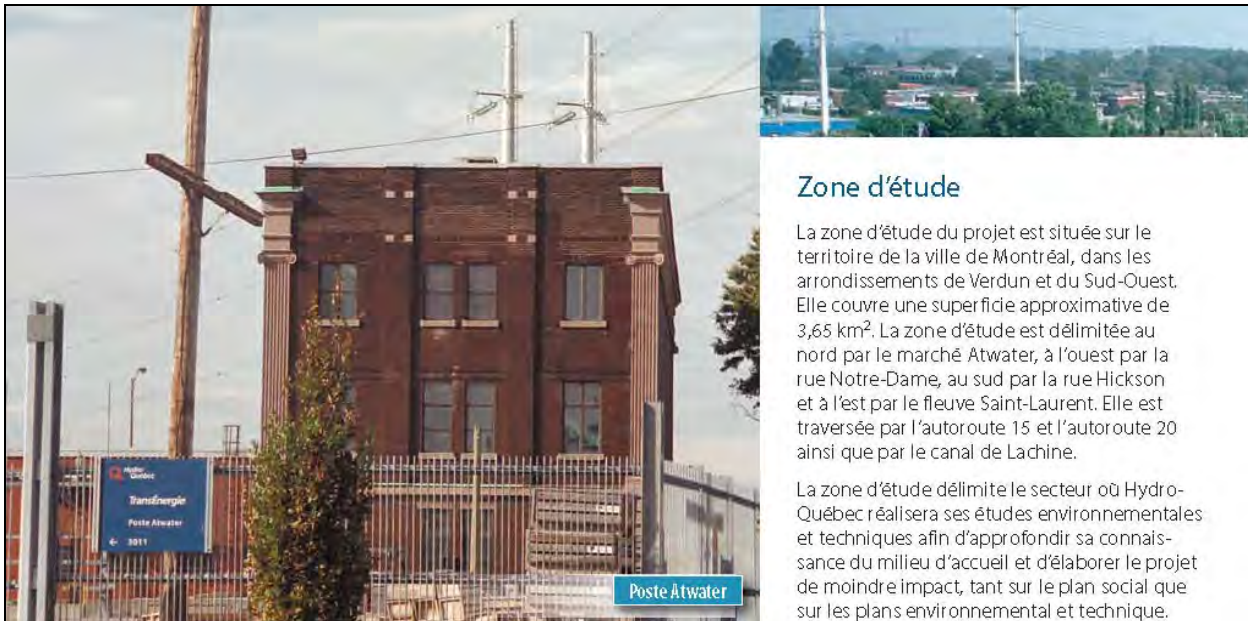 Hydro
Québec
TransÉnergie
Poste Atwater
← 3011
Poste Atwater
Zone d'étude
La zone d'étude du projet est située sur le
territoire de la ville de Montréal, dans les
arrondissements de Verdun et du Sud-Ouest.
Elle couvre une superficie approximative de
3,65 km². La zone d'étude est délimitée au
nord par le marché Atwater, à l'ouest par la
rue Notre-Dame, au sud par la rue Hickson
et à l'est par le fleuve Saint-Laurent. Elle est
traversée par l'autoroute 15 et l'autoroute 20
ainsi que par le canal de Lachine.
La zone d'étude délimite le secteur où Hydro-
Québec réalisera ses études environnementales
et techniques afin d'approfondir sa connais-
sance du milieu d'accueil et d'élaborer le projet
de moindre impact, tant sur le plan social que
sur les plans environnemental et technique.